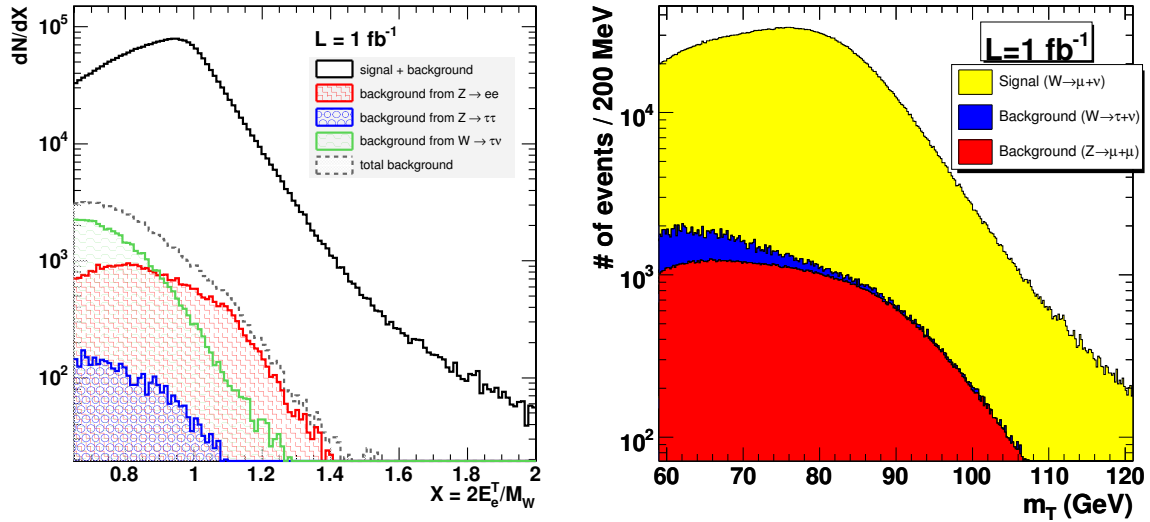 dN/dX
10⁵
10⁴
10³
10²
L = 1 fb⁻¹
signal + background
background from Z → ee
background from Z → ττ
background from W → τν
total background
0.8 1 1.2 1.4 1.6 1.8 2
X = 2Eₑᵀ/M_W
# of events / 200 MeV
10⁴
10³
10²
L=1 fb⁻¹
Signal (W→μ+ν)
Background (W→τ+ν)
Background (Z→μ+μ)
60 70 80 90 100 110 120
m_T (GeV)